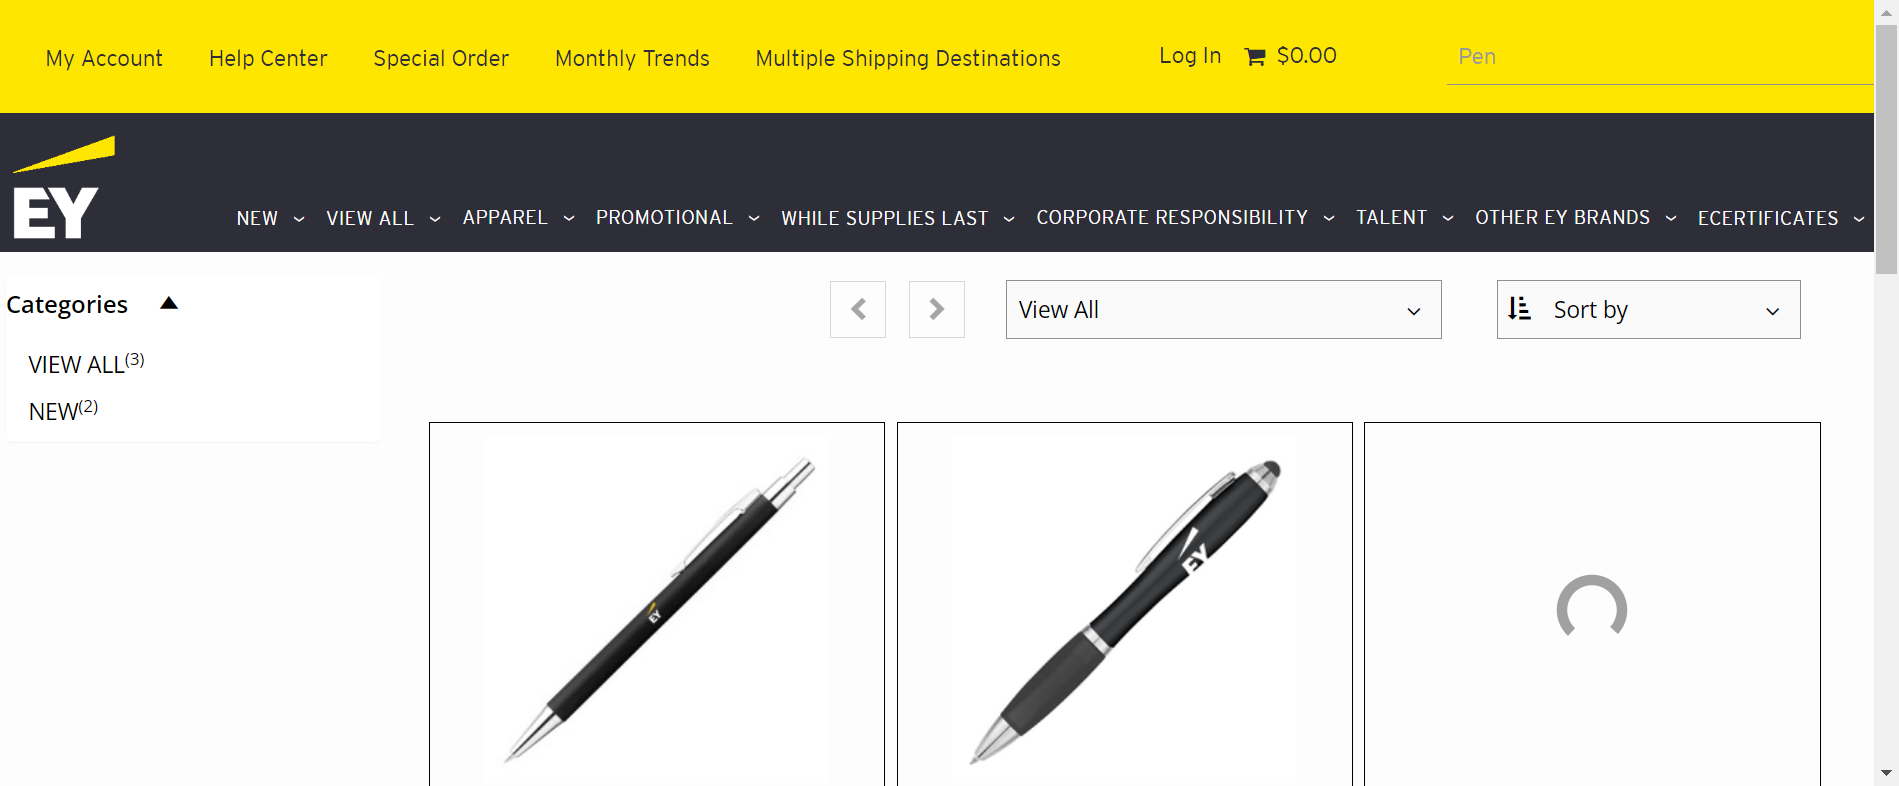 My Account Help Center Special Order Monthly Trends Multiple Shipping Destinations Log In $0.00 Pen
EY
NEW VIEW ALL APPAREL PROMOTIONAL WHILE SUPPLIES LAST CORPORATE RESPONSIBILITY TALENT OTHER EY BRANDS ECERTIFICATES
Categories
View All Sort by
VIEW ALL(3)
NEW(2)
EY
EY